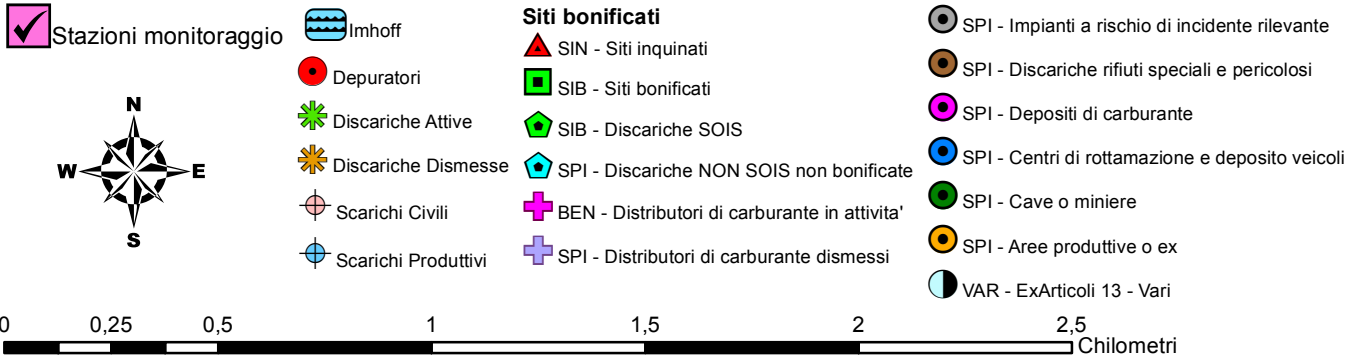 Stazioni monitoraggio
N
W E
S
Imhoff
Depuratori
Discariche Attive
Discariche Dismesse
Scarichi Civili
Scarichi Produttivi
Siti bonificati
SIN - Siti inquinati
SIB - Siti bonificati
SIB - Discariche SOIS
SPI - Discariche NON SOIS non bonificate
BEN - Distributori di carburante in attivita'
SPI - Distributori di carburante dismessi
SPI - Impianti a rischio di incidente rilevante
SPI - Discariche rifiuti speciali e pericolosi
SPI - Depositi di carburante
SPI - Centri di rottamazione e deposito veicoli
SPI - Cave o miniere
SPI - Aree produttive o ex
VAR - ExArticoli 13 - Vari
0 0,25 0,5 1 1,5 2 2,5
Chilometri